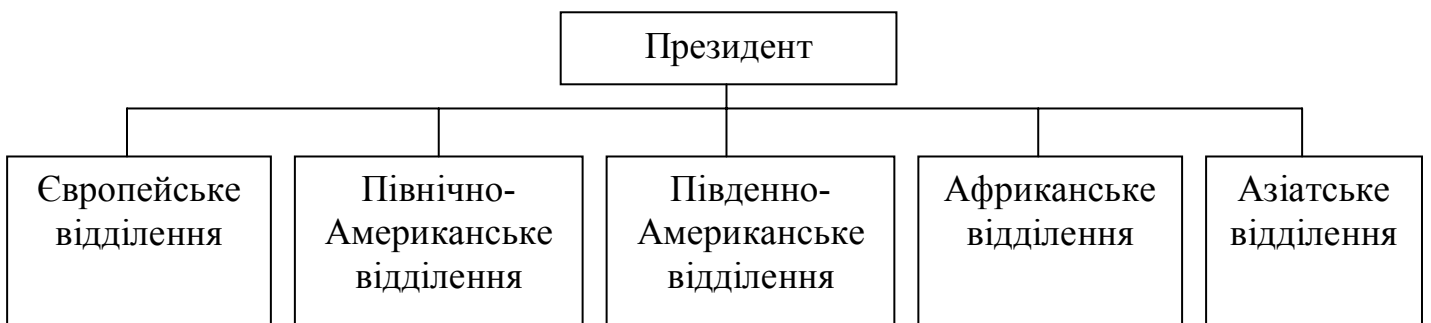 Президент
Європейське
відділення
Північно-
Американське
відділення
Південно-
Американське
відділення
Африканське
відділення
Азіатське
відділення